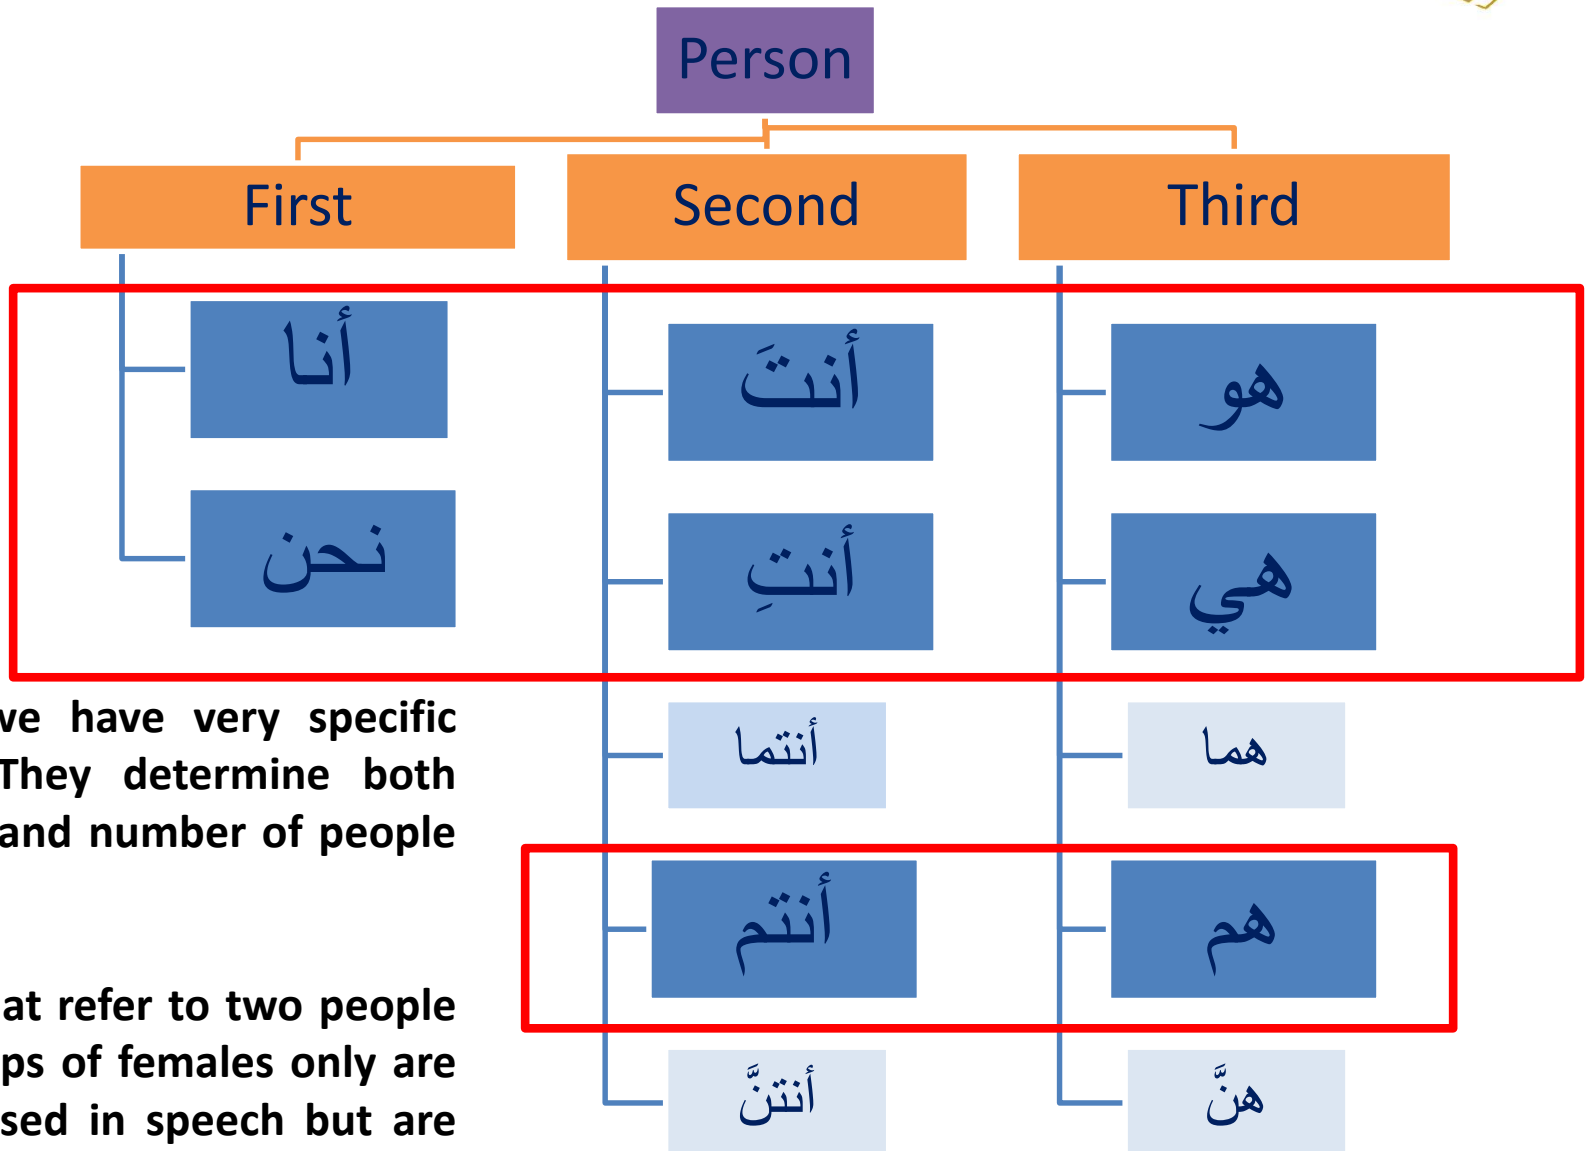 Person
First
Second
Third
أنا
نحن
أنتَ
أنتِ
أنتما
أنتم
أنتنَّ
هو
هي
هما
هم
هنَّ
we have very specific
They determine both
and number of people
at refer to two people
ps of females only are
sed in speech but are